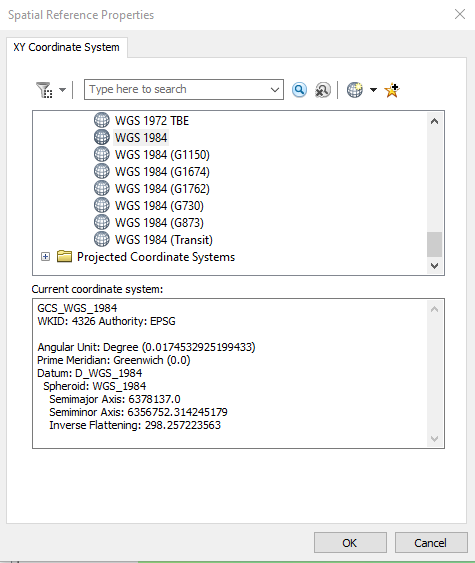 Spatial Reference Properties
XY Coordinate System
Type here to search
WGS 1972 TBE
WGS 1984
WGS 1984 (G1150)
WGS 1984 (G1674)
WGS 1984 (G1762)
WGS 1984 (G730)
WGS 1984 (G873)
WGS 1984 (Transit)
Projected Coordinate Systems
Current coordinate system:
GCS_WGS_1984
WKID: 4326 Authority: EPSG
Angular Unit: Degree (0.0174532925199433)
Prime Meridian: Greenwich (0.0)
Datum: D_WGS_1984
Spheroid: WGS_1984
Semimajor Axis: 6378137.0
Semiminor Axis: 6356752.314245179
Inverse Flattening: 298.257223563
OK
Cancel